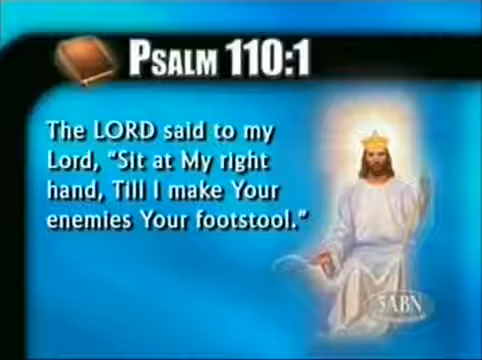 PSALM 110:1
The LORD said to my
Lord, “Sit at My right
hand, Till I make Your
enemies Your footstool.”
3ABN